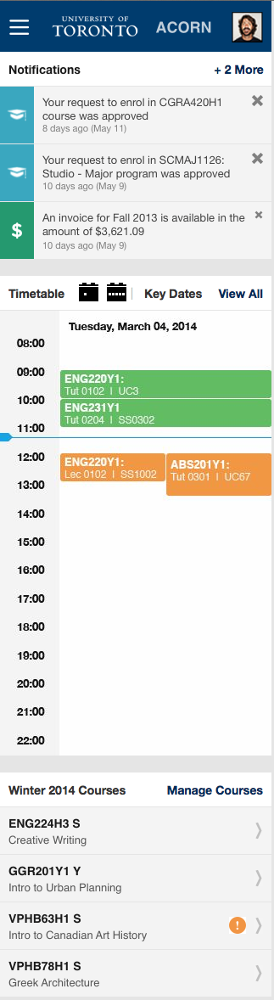 UNIVERSITY OF
TORONTO ACORN
Notifications + 2 More
Your request to enrol in CGRA420H1
course was approved
8 days ago (May 11)
Your request to enrol in SCMAJ1126:
Studio - Major program was approved
10 days ago (May 9)
$
An invoice for Fall 2013 is available in the
amount of $3,621.09
10 days ago (May 9)
Timetable | Key Dates View All
Tuesday, March 04, 2014
08:00
09:00
ENG220Y1:
Tut 0102 | UC3
10:00
ENG231Y1
Tut 0204 | SS0302
11:00
12:00
ENG220Y1:
Lec 0102 | SS1002
ABS201Y1:
Tut 0301 | UC67
13:00
14:00
15:00
16:00
17:00
18:00
19:00
20:00
21:00
22:00
Winter 2014 Courses Manage Courses
ENG224H3 S
Creative Writing
GGR201Y1 Y
Intro to Urban Planning
VPHB63H1 S
Intro to Canadian Art History
!
VPHB78H1 S
Greek Architecture